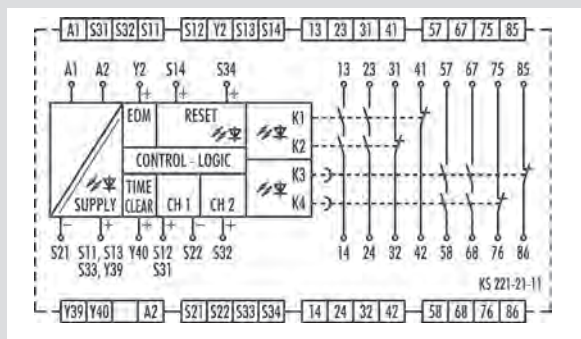 A1 S31 S32 S11 S12 Y2 S13 S14 13 23 31 41 57 67 75 85
A1 A2 Y2 S14 S34 13 23 31 41 57 67 75 85
EDM RESET K1
K2
CONTROL - LOGIC
K3
TIME
SUPPLY CLEAR CH 1 CH 2 K4
S21 S11, S13 Y40 S12 S22 S32 14 24 32 42 58 68 76 86
S33, Y39 S31
KS 221-21-11
Y39 Y40 A2 S21 S22 S33 S34 14 24 32 42 58 68 76 86